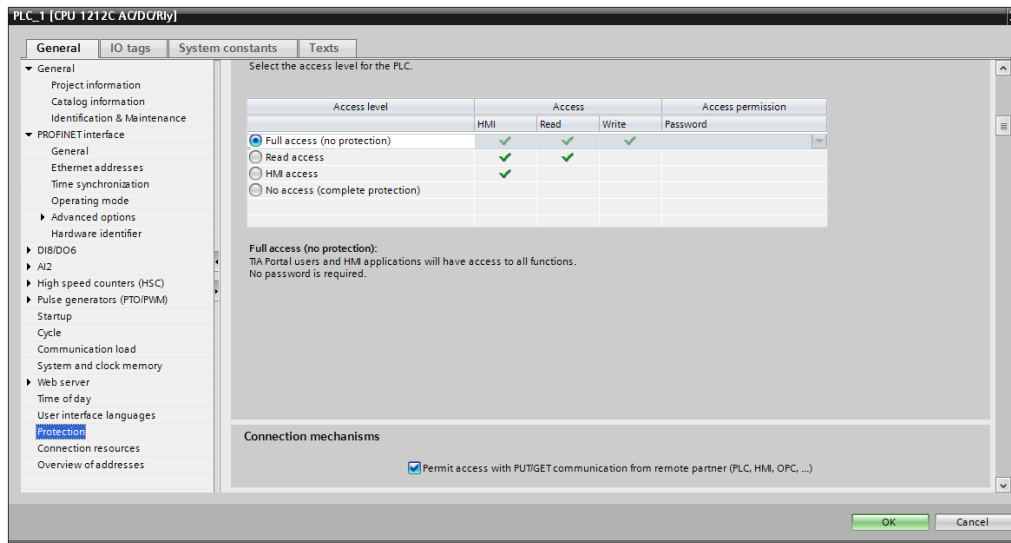 PLC_1 [CPU 1212C AC/DC/Rly]
General IO tags System constants Texts
General
Project information
Catalog information
Identification & Maintenance
PROFINET interface
General
Ethernet addresses
Time synchronization
Operating mode
Advanced options
Hardware identifier
DI8/DO6
AI2
High speed counters (HSC)
Pulse generators (PTO/PWM)
Startup
Cycle
Communication load
System and clock memory
Web server
Time of day
User interface languages
Protection
Connection resources
Overview of addresses
Select the access level for the PLC.
Access level Access Access permission
HMI Read Write Password
Full access (no protection)
Read access
HMI access
No access (complete protection)
Full access (no protection):
TIA Portal users and HMI applications will have access to all functions.
No password is required.
Connection mechanisms
Permit access with PUT/GET communication from remote partner (PLC, HMI, OPC, ...)
OK Cancel